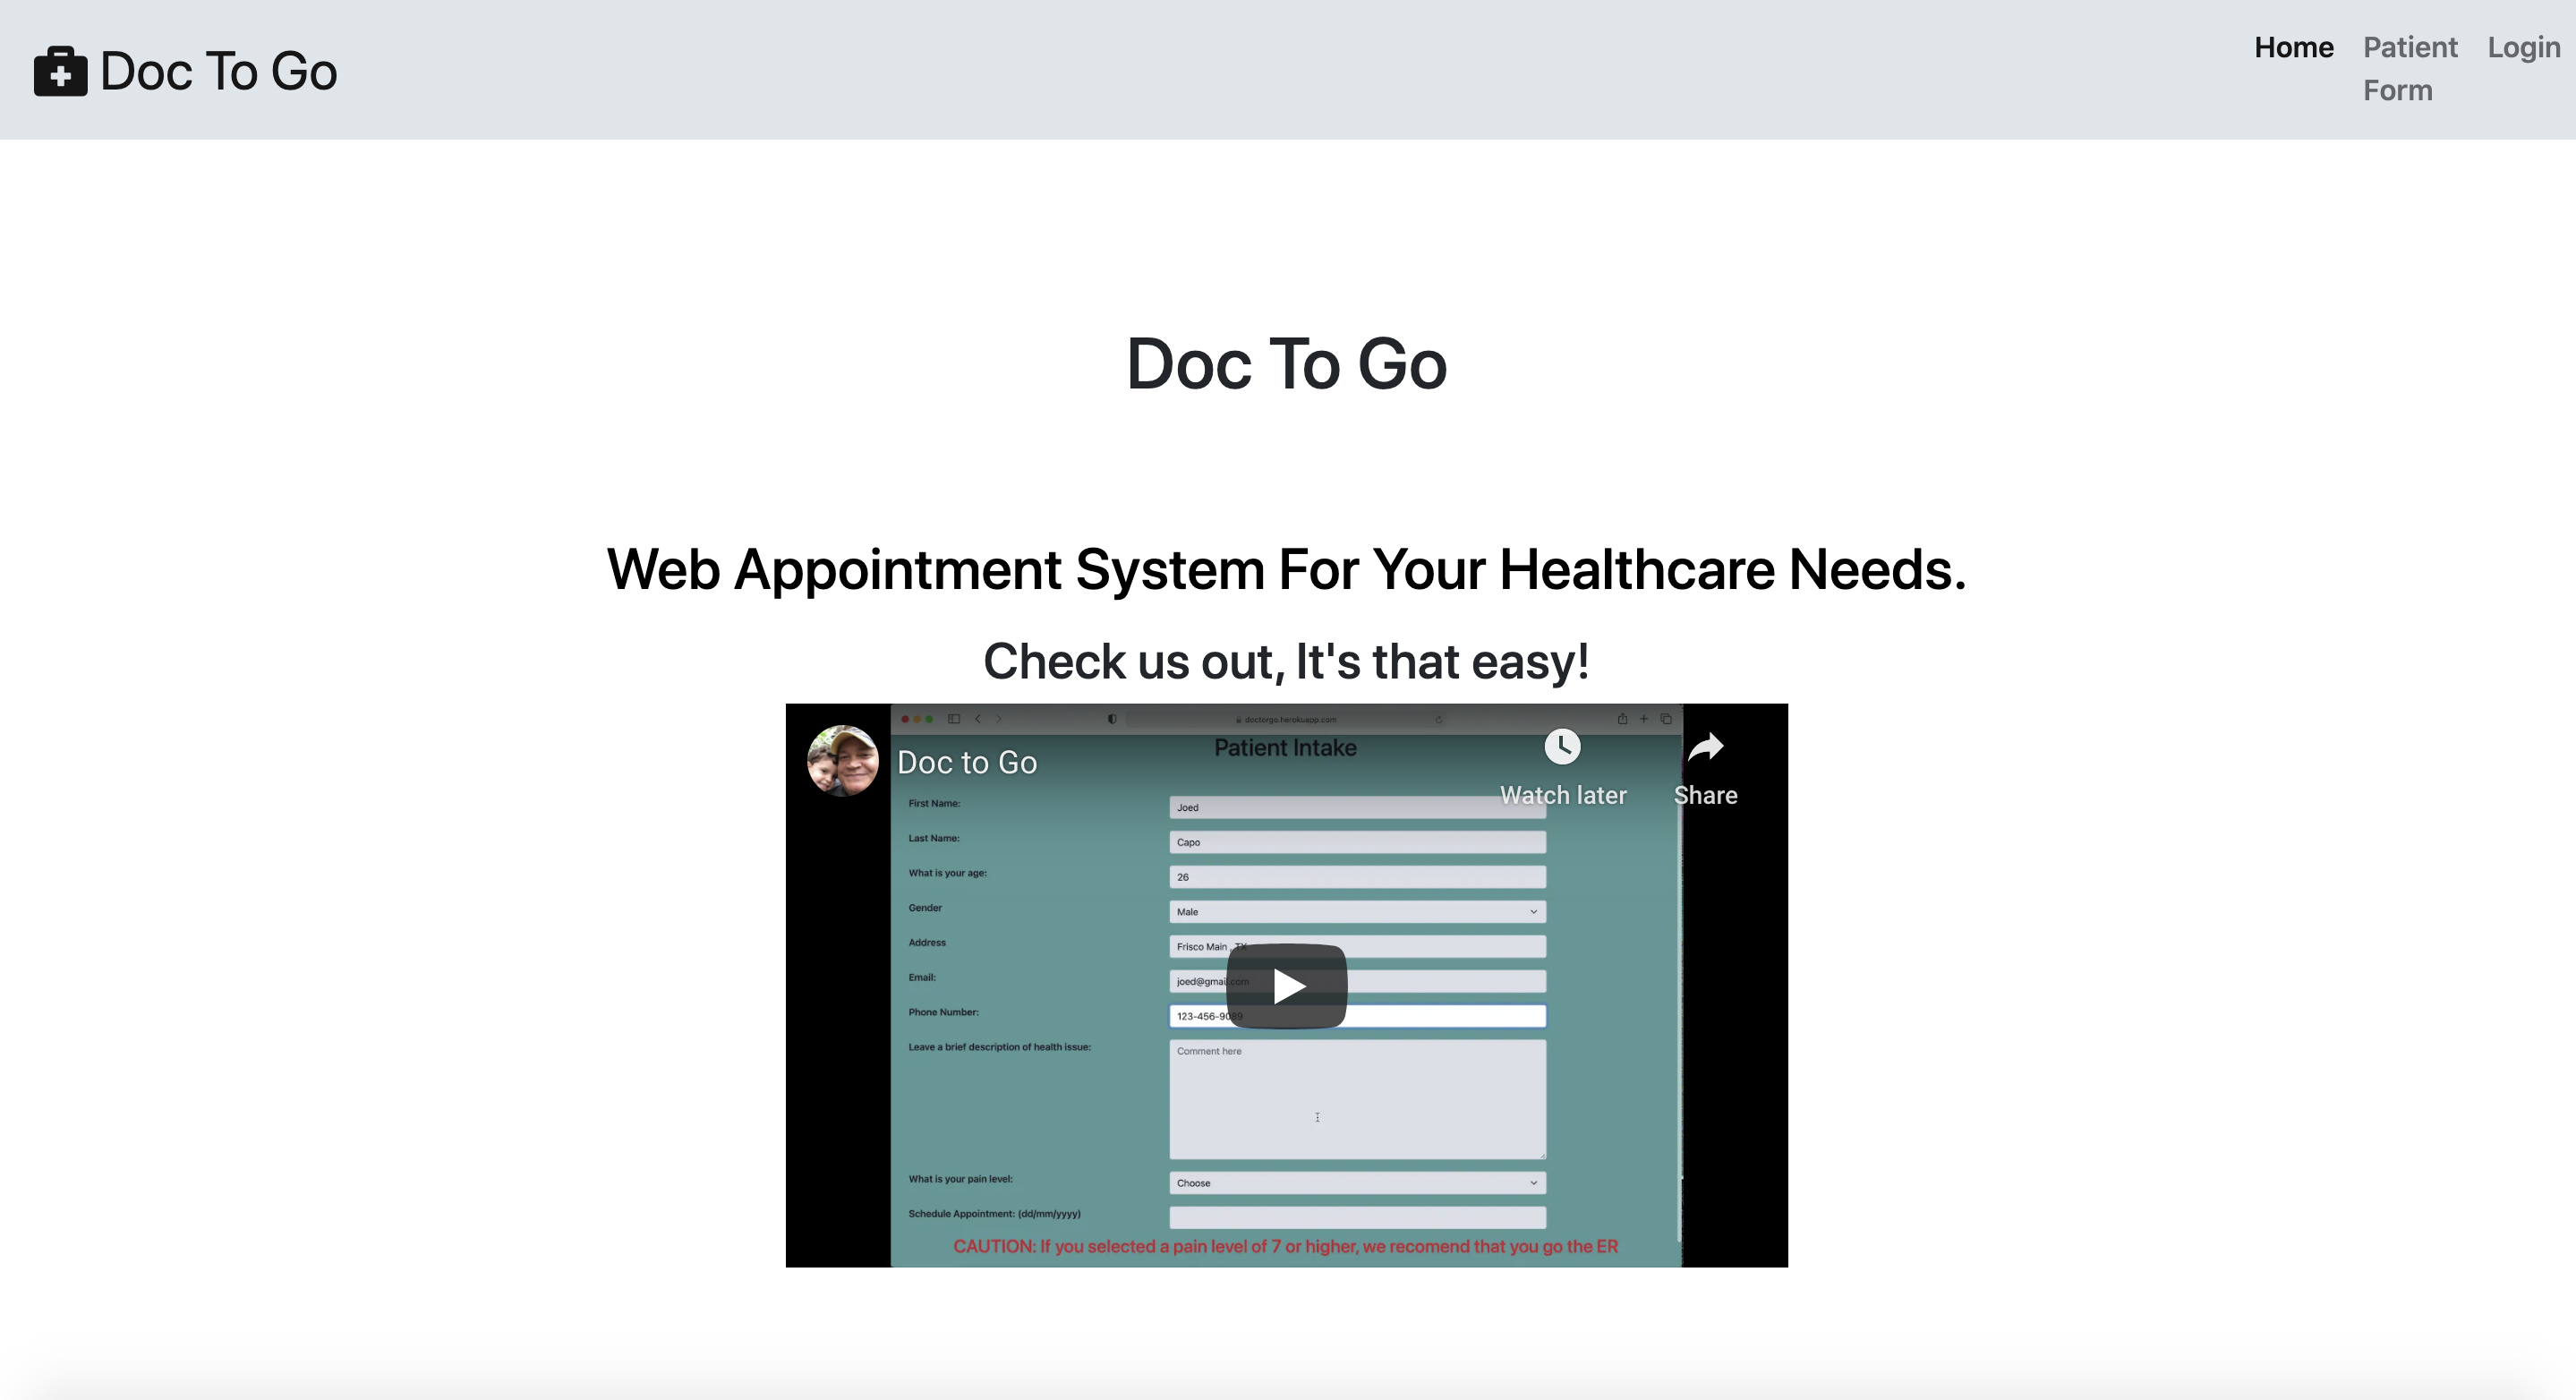 Doc To Go
Home Patient Form Login
Doc To Go
Web Appointment System For Your Healthcare Needs.
Check us out, It's that easy!
doctorgo.herokuapp.com
Patient Intake
Doc to Go
Watch later
Share
First Name: Joed
Last Name: Capo
What is your age: 26
Gender Male
Address Frisco Main , TX
Email: joed@gmail.com
Phone Number: 123-456-9089
Leave a brief description of health issue: Comment here
What is your pain level: Choose
Schedule Appointment: (dd/mm/yyyy)
CAUTION: If you selected a pain level of 7 or higher, we recomend that you go the ER